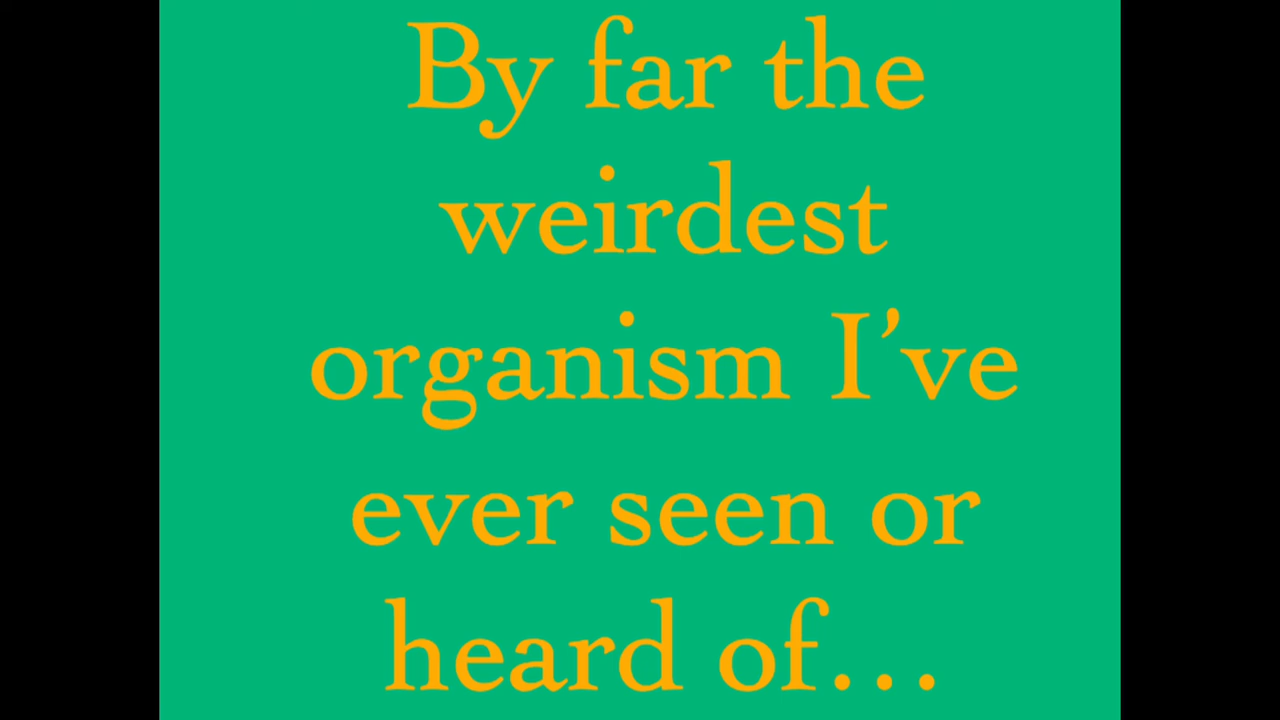 By far the
weirdest
organism I’ve
ever seen or
heard of...